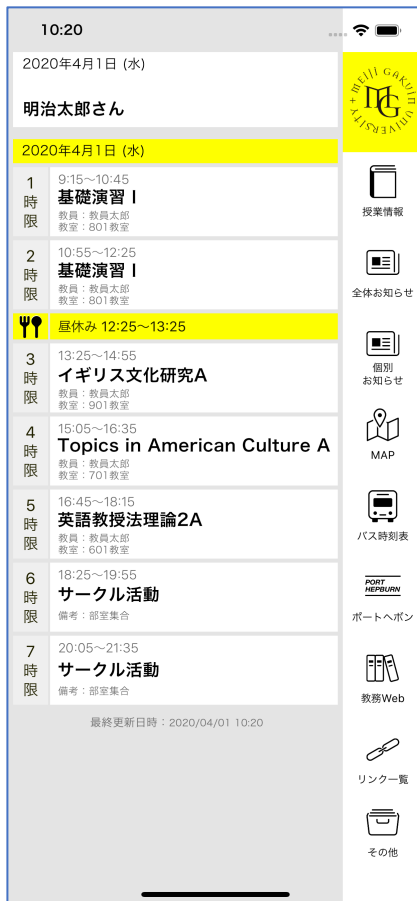 10:20
2020年4月1日 (水)
明治太郎さん
2020年4月1日 (水)
1時限
9:15～10:45
基礎演習Ⅰ
教員：教員太郎
教室：801教室
2時限
10:55～12:25
基礎演習Ⅰ
教員：教員太郎
教室：801教室
昼休み 12:25～13:25
3時限
13:25～14:55
イギリス文化研究A
教員：教員太郎
教室：901教室
4時限
15:05～16:35
Topics in American Culture A
教員：教員太郎
教室：701教室
5時限
16:45～18:15
英語教授法理論2A
教員：教員太郎
教室：601教室
6時限
18:25～19:55
サークル活動
備考：部室集合
7時限
20:05～21:35
サークル活動
備考：部室集合
最終更新日時：2020/04/01 10:20
MEIJI GAKUIN UNIVERSITY
MG
授業情報
全体お知らせ
個別
お知らせ
MAP
バス時刻表
PORT
HEPBURN
ポートヘボン
教務Web
リンク一覧
その他